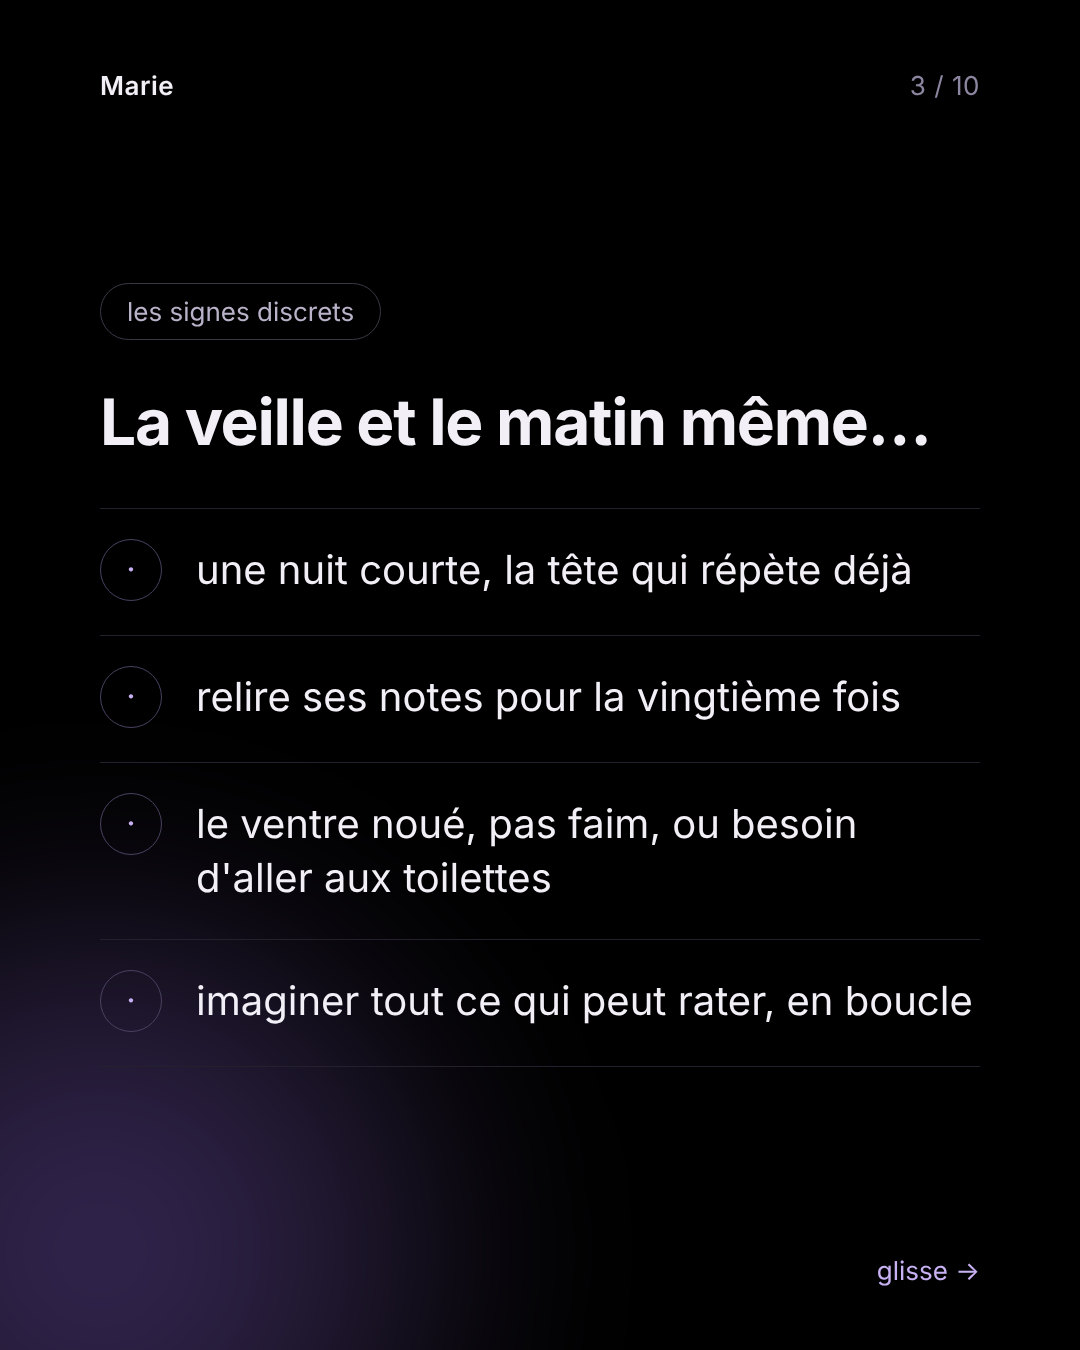 Marie
3 / 10
les signes discrets
La veille et le matin même…
une nuit courte, la tête qui répète déjà
relire ses notes pour la vingtième fois
le ventre noué, pas faim, ou besoin
d'aller aux toilettes
imaginer tout ce qui peut rater, en boucle
glisse →